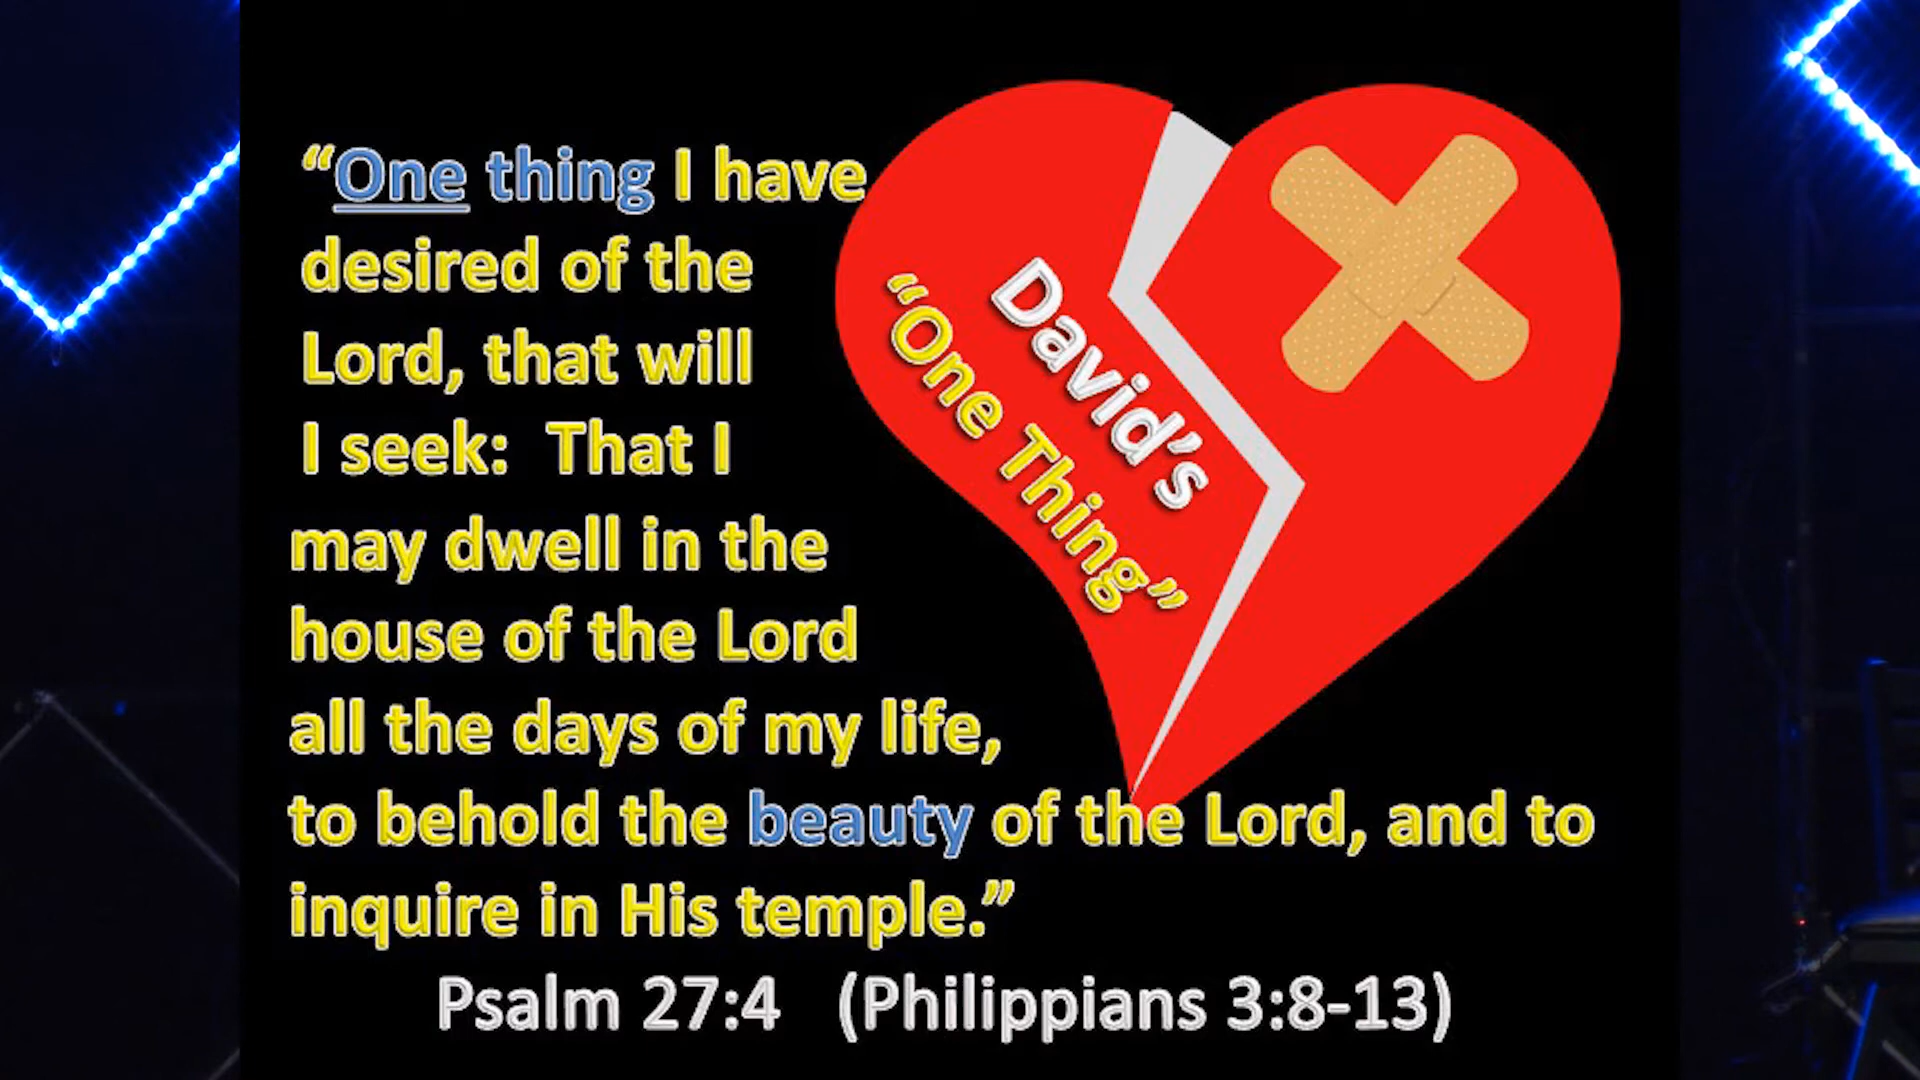 “One thing I have
desired of the
Lord, that will
I seek: That I
may dwell in the
house of the Lord
all the days of my life,
to behold the beauty of the Lord, and to
inquire in His temple.”
Psalm 27:4 (Philippians 3:8-13)
David’s
“One Thing”